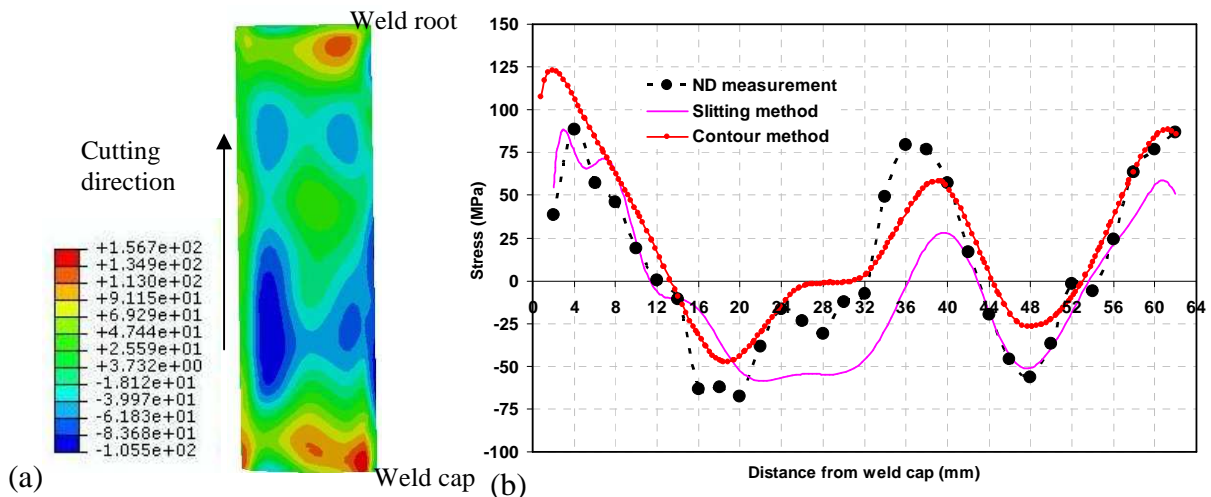 Weld root
Cutting
direction
+1.567e+02
+1.349e+02
+1.130e+02
+9.115e+01
+6.929e+01
+4.744e+01
+2.559e+01
+3.732e+00
-1.812e+01
-3.997e+01
-6.183e+01
-8.368e+01
-1.055e+02
Weld cap
(a)
150
125
100
75
50
25
0
-25
-50
-75
-100
Stress (MPa)
ND measurement
Slitting method
Contour method
0 4 8 12 16 20 24 28 32 36 40 44 48 52 56 60 64
Distance from weld cap (mm)
(b)